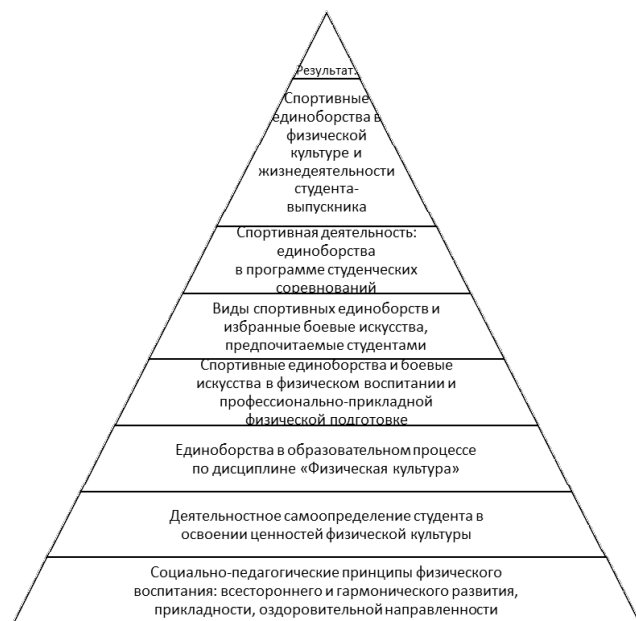 Результат:
Спортивные
единоборства в
физической
культуре и
жизнедеятельности
студента-
выпускника
Спортивная деятельность:
единоборства
в программе студенческих
соревнований
Виды спортивных единоборств и
избранные боевые искусства,
предпочитаемые студентами
Спортивные единоборства и боевые
искусства в физическом воспитании и
профессионально-прикладной
физической подготовке
Единоборства в образовательном процессе
по дисциплине «Физическая культура»
Деятельностное самоопределение студента в
освоении ценностей физической культуры
Социально-педагогические принципы физического
воспитания: всестороннего и гармонического развития,
прикладности, оздоровительной направленности